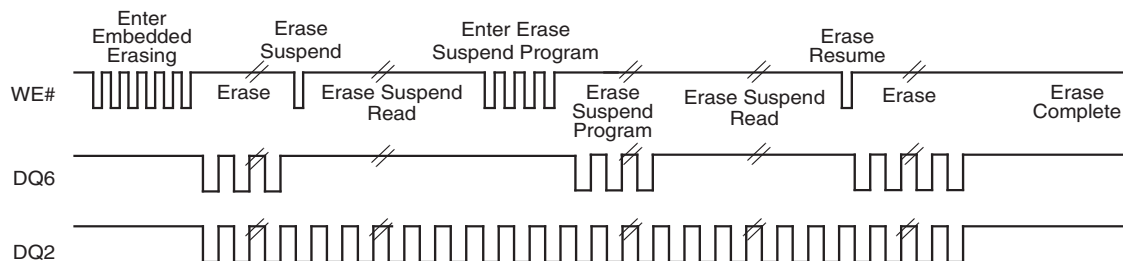 Enter
Embedded
Erasing
Erase
Suspend
Enter Erase
Suspend Program
Erase
Resume
WE#
Erase
Erase Suspend
Read
Erase
Suspend
Program
Erase Suspend
Read
Erase
Erase
Complete
DQ6
DQ2